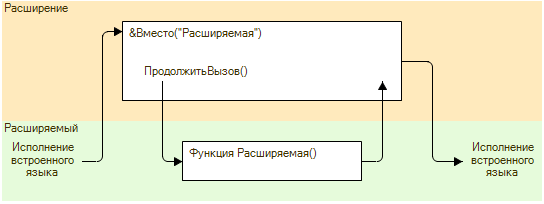 Расширение
&Вместо("Расширяемая")
ПродолжитьВызов()
Расширяемый
Исполнение
встроенного
языка
Функция Расширяемая()
Исполнение
встроенного
языка